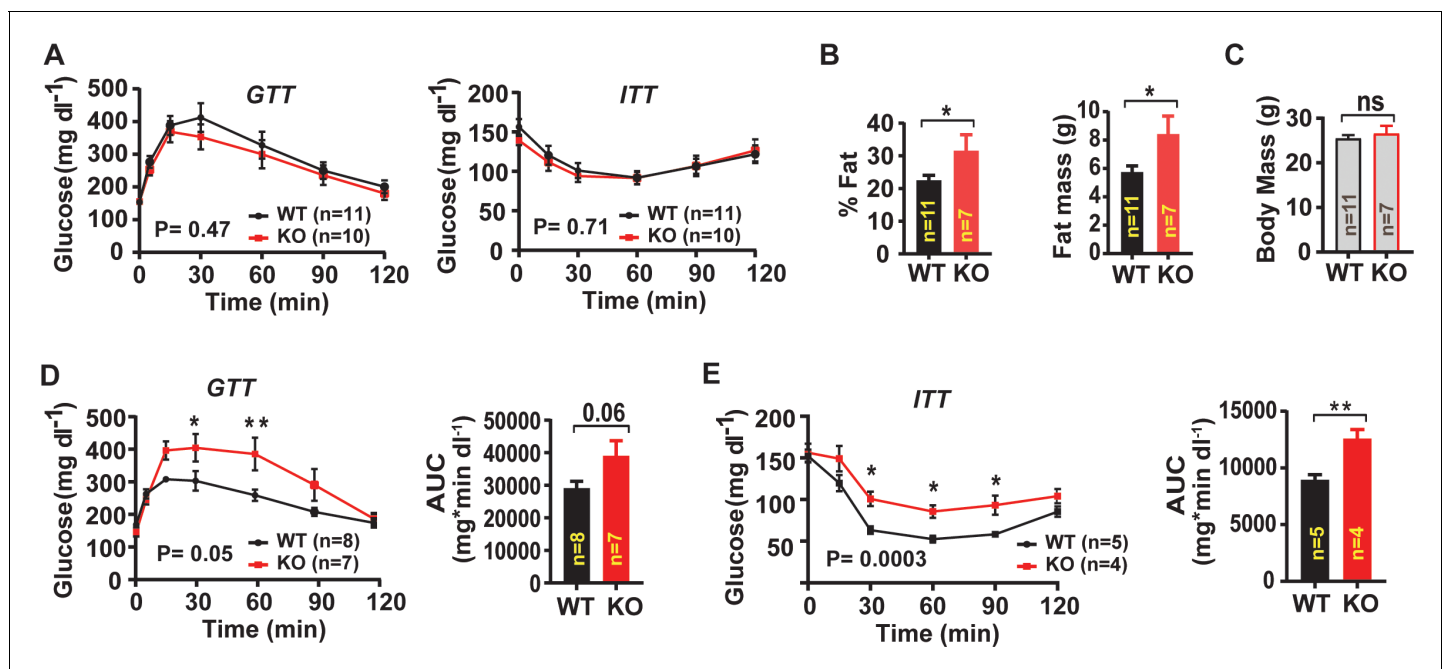 A
GTT
Glucose(mg dl-1)
500
400
300
200
100
0
P= 0.47
WT (n=11)
KO (n=10)
0 30 60 90 120
Time (min)
ITT
Glucose(mg dl-1)
200
150
100
50
0
P= 0.71
WT (n=11)
KO (n=10)
0 30 60 90 120
Time (min)
B
% Fat
40
30
20
10
0
*
n=11
n=7
WT KO
Fat mass (g)
10
8
6
4
2
0
*
n=11
n=7
WT KO
C
Body Mass (g)
30
20
10
0
ns
n=11
n=7
WT KO
D
GTT
Glucose(mg dl-1)
500
400
300
200
100
0
* **
P= 0.05
WT (n=8)
KO (n=7)
0 30 60 90 120
Time (min)
AUC
(mg*min dl-1)
50000
40000
30000
20000
10000
0
0.06
n=8
n=7
WT KO
E
ITT
Glucose(mg dl-1)
200
150
100
50
* * *
P= 0.0003
WT (n=5)
KO (n=4)
0 30 60 90 120
Time (min)
AUC
(mg*min dl-1)
15000
10000
5000
0
**
n=5
n=4
WT KO